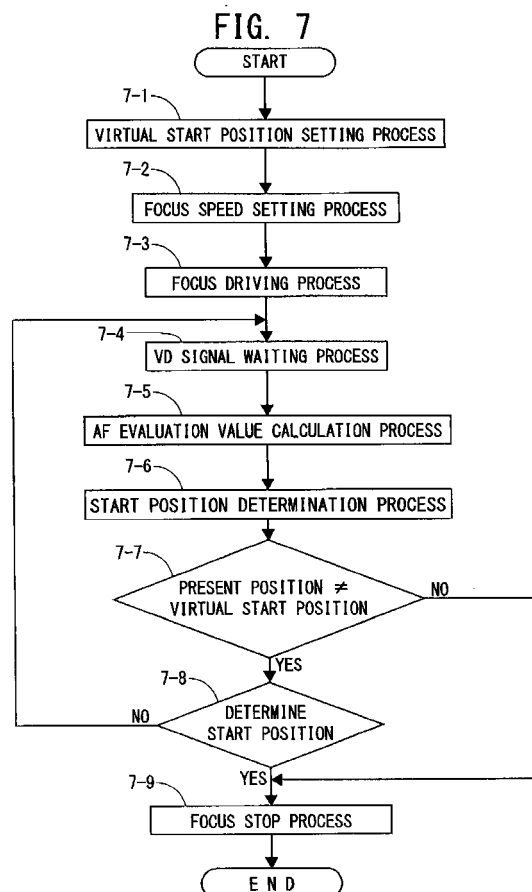 FIG. 7
START
7-1
VIRTUAL START POSITION SETTING PROCESS
7-2
FOCUS SPEED SETTING PROCESS
7-3
FOCUS DRIVING PROCESS
7-4
VD SIGNAL WAITING PROCESS
7-5
AF EVALUATION VALUE CALCULATION PROCESS
7-6
START POSITION DETERMINATION PROCESS
7-7
PRESENT POSITION ≠
VIRTUAL START POSITION
NO
YES
7-8
NO
DETERMINE
START POSITION
YES
7-9
FOCUS STOP PROCESS
E N D